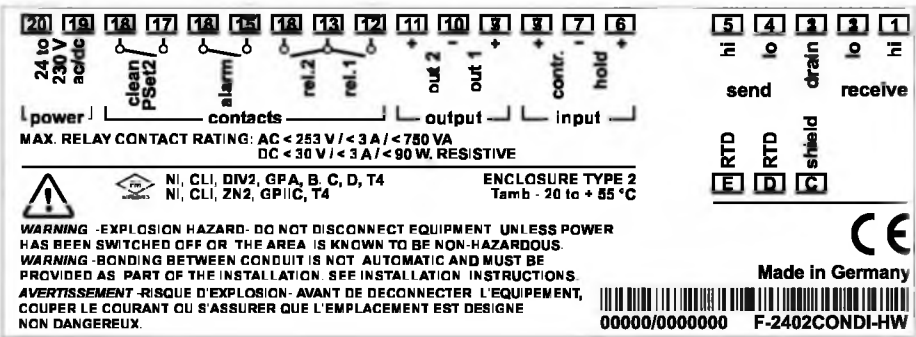 20 19 18 17 18 15 18 13 12 11 10 9 8 7 6 5 4 3 2 1
24 to 230 V ac/dc
clean PSet2
alarm
rel.2
rel.1
+ out 2 - out 1 +
+ contr. - hold +
hi lo drain lo hi
send receive
power contacts output input
MAX. RELAY CONTACT RATING: AC < 253 V / < 3 A / < 750 VA
DC < 30 V / < 3 A / < 90 W. RESISTIVE
RTD RTD shield
E D C
FM
NI, CLI, DIV2, GPA, B, C, D, T4
NI, CLI, ZN2, GPIIC, T4
ENCLOSURE TYPE 2
Tamb - 20 to + 55 °C
WARNING -EXPLOSION HAZARD- DO NOT DISCONNECT EQUIPMENT UNLESS POWER
HAS BEEN SWITCHED OFF OR THE AREA IS KNOWN TO BE NON-HAZARDOUS.
WARNING -BONDING BETWEEN CONDUIT IS NOT AUTOMATIC AND MUST BE
PROVIDED AS PART OF THE INSTALLATION. SEE INSTALLATION INSTRUCTIONS.
AVERTISSEMENT -RISQUE D'EXPLOSION- AVANT DE DECONNECTER L'EQUIPEMENT,
COUPER LE COURANT OU S'ASSURER QUE L'EMPLACEMENT EST DESIGNE
NON DANGEREUX.
CE
Made in Germany
00000/0000000 F-2402CONDI-HW